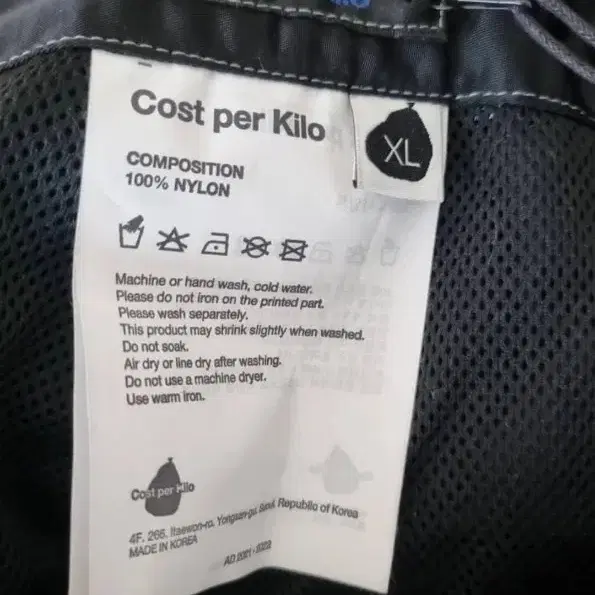 Cost per Kilo
XL
COMPOSITION
100% NYLON
Machine or hand wash, cold water.
Please do not iron on the printed part.
Please wash separately.
This product may shrink slightly when washed.
Do not soak.
Air dry or line dry after washing.
Do not use a machine dryer.
Use warm iron.
Cost per Kilo
4F, 266, Itaewon-ro, Yongsan-gu, Seoul, Republic of Korea
MADE IN KOREA